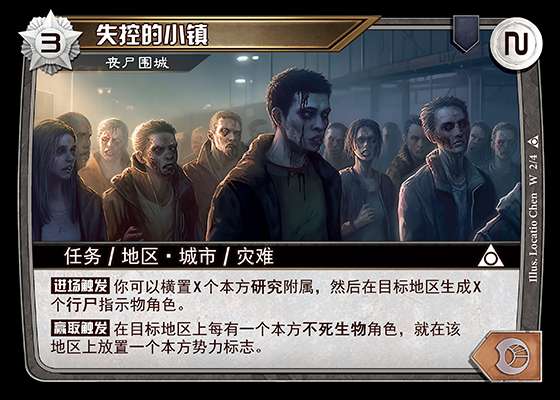 3
失控的小镇
N
丧尸围城
任务 / 地区・城市 / 灾难
进场触发 你可以横置X个本方研究附属，然后在目标地区生成X
个行尸指示物角色。
赢取触发 在目标地区上每有一个本方不死生物角色，就在该
地区上放置一个本方势力标志。
Illus. Locatio Chen W 2/4